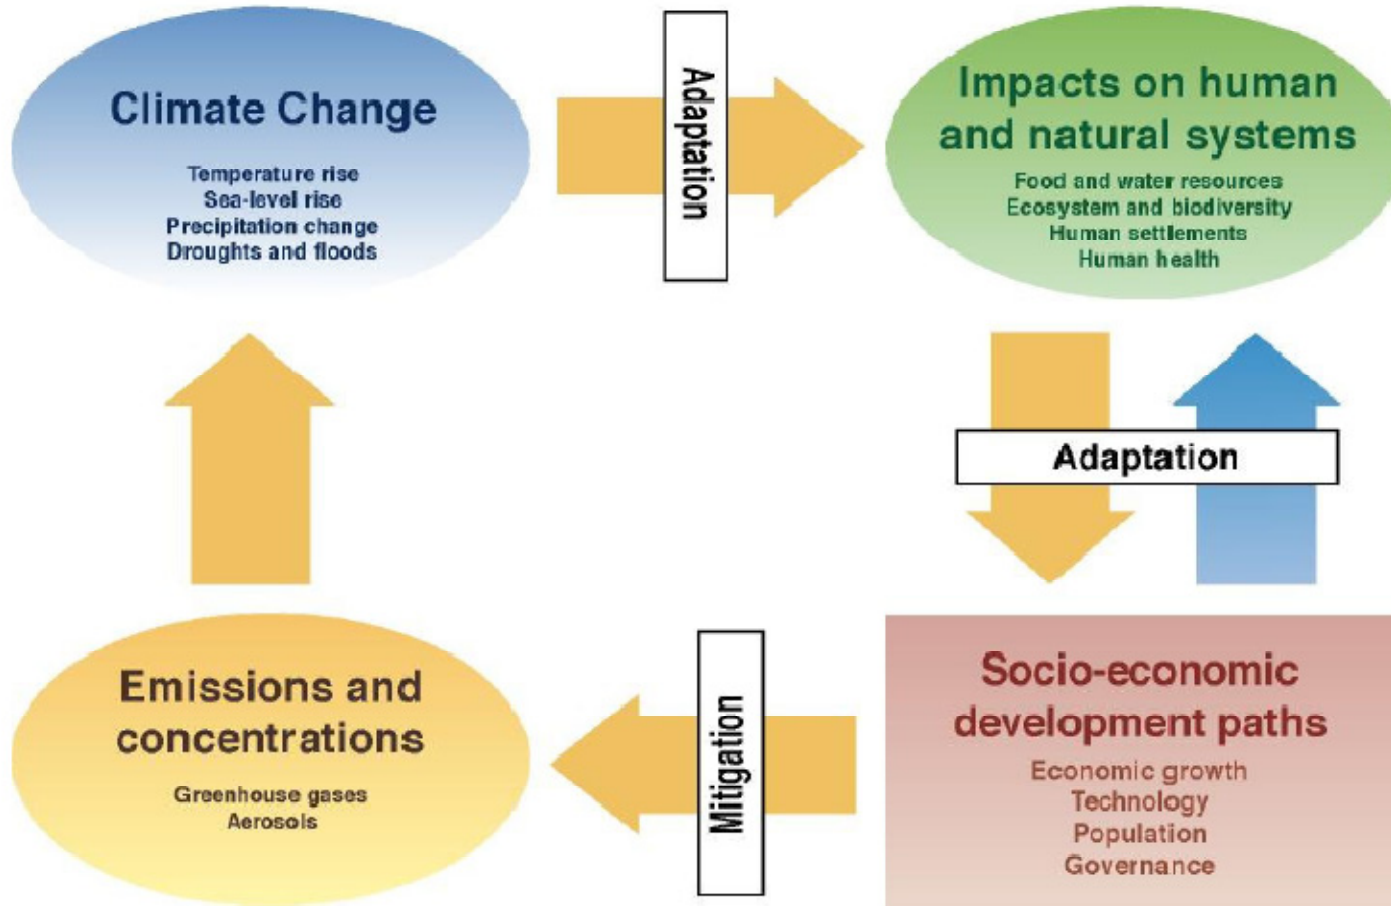 Climate Change
Temperature rise
Sea-level rise
Precipitation change
Droughts and floods
Adaptation
Impacts on human
and natural systems
Food and water resources
Ecosystem and biodiversity
Human settlements
Human health
Adaptation
Emissions and
concentrations
Greenhouse gases
Aerosols
Mitigation
Socio-economic
development paths
Economic growth
Technology
Population
Governance